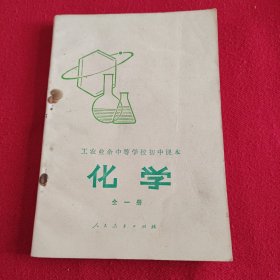 工农业余中等学校初中课本
化学
全一册
人民教育出版社